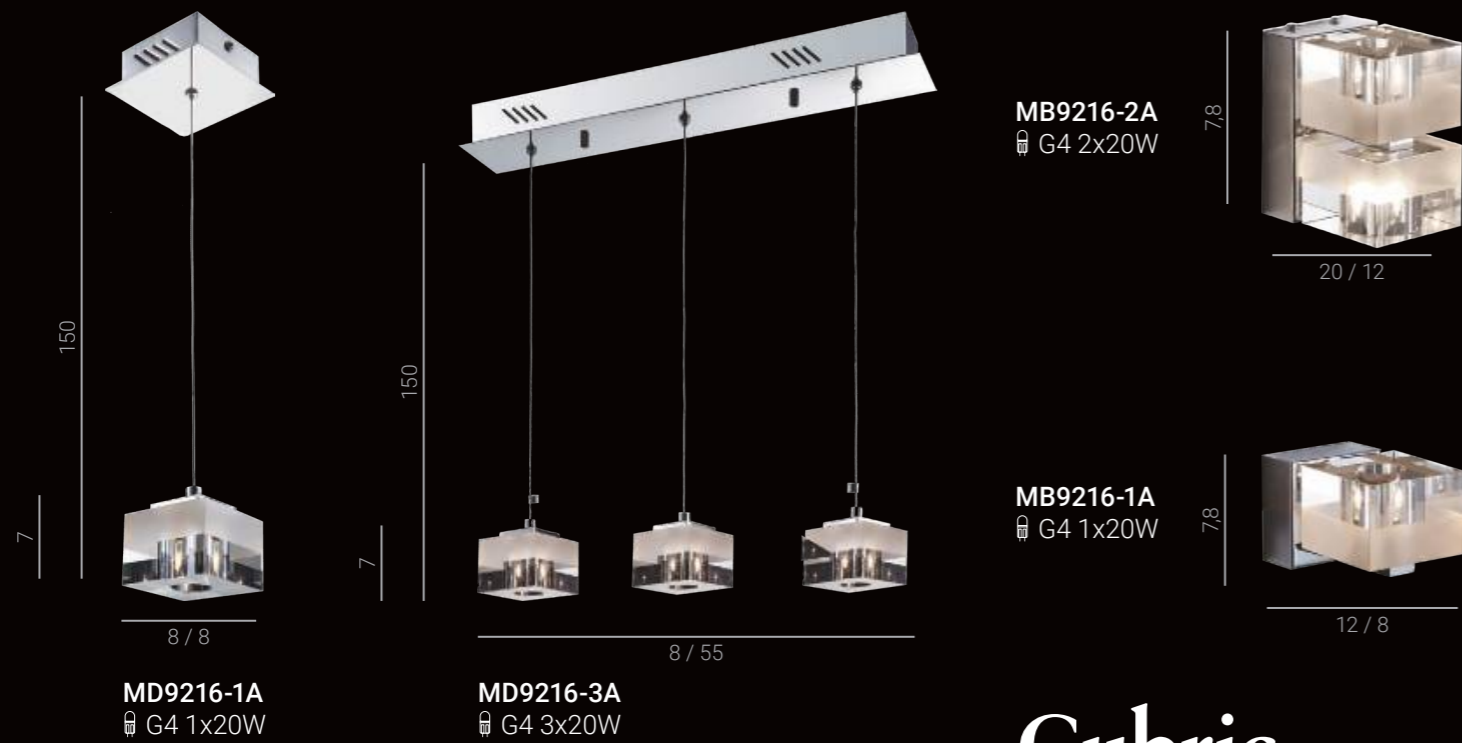 150
7
8 / 8
MD9216-1A
G4 1x20W
150
7
8 / 55
MD9216-3A
G4 3x20W
MB9216-2A
G4 2x20W
7,8
20 / 12
MB9216-1A
G4 1x20W
7,8
12 / 8
Cubric